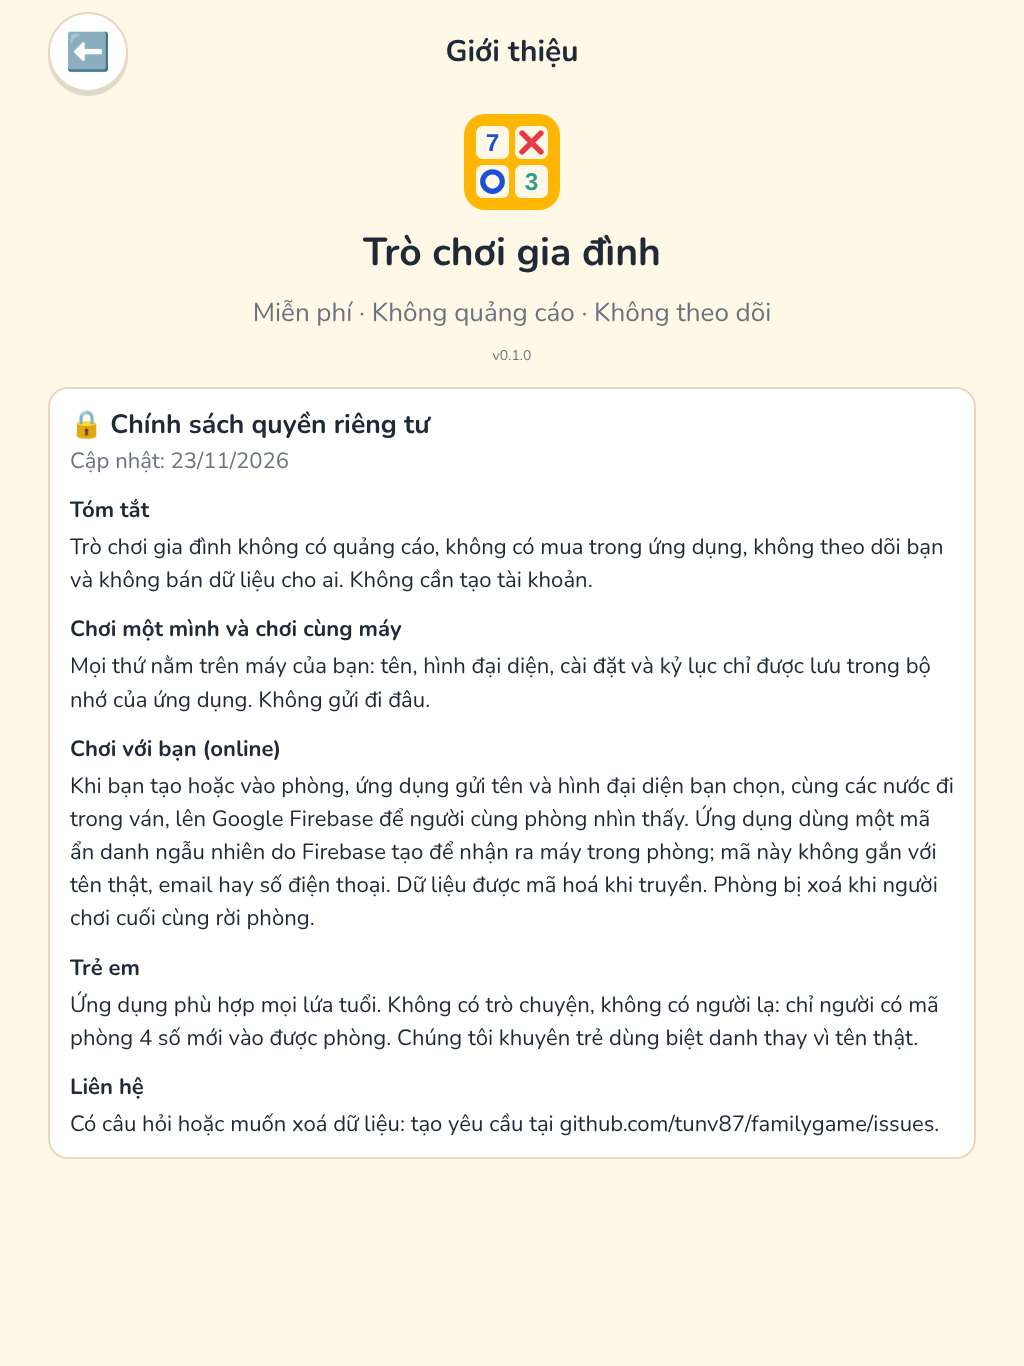 Giới thiệu
7
3
Trò chơi gia đình
Miễn phí · Không quảng cáo · Không theo dõi
v0.1.0
🔒 Chính sách quyền riêng tư
Cập nhật: 23/11/2026
Tóm tắt
Trò chơi gia đình không có quảng cáo, không có mua trong ứng dụng, không theo dõi bạn
và không bán dữ liệu cho ai. Không cần tạo tài khoản.
Chơi một mình và chơi cùng máy
Mọi thứ nằm trên máy của bạn: tên, hình đại diện, cài đặt và kỷ lục chỉ được lưu trong bộ
nhớ của ứng dụng. Không gửi đi đâu.
Chơi với bạn (online)
Khi bạn tạo hoặc vào phòng, ứng dụng gửi tên và hình đại diện bạn chọn, cùng các nước đi
trong ván, lên Google Firebase để người cùng phòng nhìn thấy. Ứng dụng dùng một mã
ẩn danh ngẫu nhiên do Firebase tạo để nhận ra máy trong phòng; mã này không gắn với
tên thật, email hay số điện thoại. Dữ liệu được mã hoá khi truyền. Phòng bị xoá khi người
chơi cuối cùng rời phòng.
Trẻ em
Ứng dụng phù hợp mọi lứa tuổi. Không có trò chuyện, không có người lạ: chỉ người có mã
phòng 4 số mới vào được phòng. Chúng tôi khuyên trẻ dùng biệt danh thay vì tên thật.
Liên hệ
Có câu hỏi hoặc muốn xoá dữ liệu: tạo yêu cầu tại github.com/tunv87/familygame/issues.